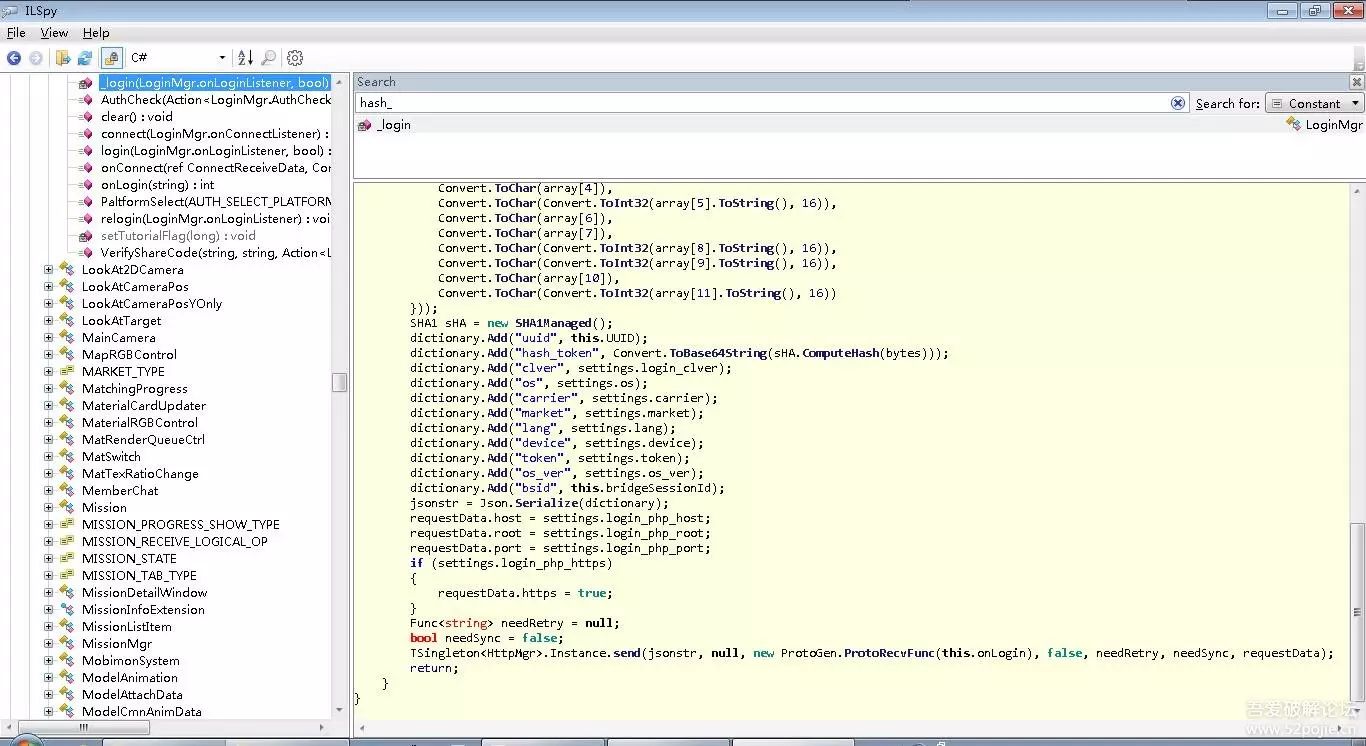 ILSpy
File View Help
C#
_login(LoginMgr.onLoginListener, bool)
AuthCheck(Action<LoginMgr.AuthCheck
clear() : void
connect(LoginMgr.onConnectListener) :
login(LoginMgr.onLoginListener, bool) :
onConnect(ref ConnectReceiveData, Cor
onLogin(string) : int
PaltformSelect(AUTH_SELECT_PLATFORM
relogin(LoginMgr.onLoginListener) : voi
setTutorialFlag(long) : void
VerifyShareCode(string, string, Action<L
LookAt2DCamera
LookAtCameraPos
LookAtCameraPosYOnly
LookAtTarget
MainCamera
MapRGBControl
MARKET_TYPE
MatchingProgress
MaterialCardUpdater
MaterialRGBControl
MatRenderQueueCtrl
MatSwitch
MatTexRatioChange
MemberChat
Mission
MISSION_PROGRESS_SHOW_TYPE
MISSION_RECEIVE_LOGICAL_OP
MISSION_STATE
MISSION_TAB_TYPE
MissionDetailWindow
MissionInfoExtension
MissionListItem
MissionMgr
MobimonSystem
ModelAnimation
ModelAttachData
ModelCmnAnimData
Search
hash_
Search for: Constant
_login LoginMgr
Convert.ToChar(array[4]),
Convert.ToChar(Convert.ToInt32(array[5].ToString(), 16)),
Convert.ToChar(array[6]),
Convert.ToChar(array[7]),
Convert.ToChar(Convert.ToInt32(array[8].ToString(), 16)),
Convert.ToChar(Convert.ToInt32(array[9].ToString(), 16)),
Convert.ToChar(array[10]),
Convert.ToChar(Convert.ToInt32(array[11].ToString(), 16))
}));
SHA1 sHA = new SHA1Managed();
dictionary.Add("uuid", this.UUID);
dictionary.Add("hash_token", Convert.ToBase64String(sHA.ComputeHash(bytes)));
dictionary.Add("clver", settings.login_clver);
dictionary.Add("os", settings.os);
dictionary.Add("carrier", settings.carrier);
dictionary.Add("market", settings.market);
dictionary.Add("lang", settings.lang);
dictionary.Add("device", settings.device);
dictionary.Add("token", settings.token);
dictionary.Add("os_ver", settings.os_ver);
dictionary.Add("bsid", this.bridgeSessionId);
jsonstr = Json.Serialize(dictionary);
requestData.host = settings.login_php_host;
requestData.root = settings.login_php_root;
requestData.port = settings.login_php_port;
if (settings.login_php_https)
{
requestData.https = true;
}
Func<string> needRetry = null;
bool needSync = false;
TSingleton<HttpMgr>.Instance.send(jsonstr, null, new ProtoGen.ProtoRecvFunc(this.onLogin), false, needRetry, needSync, requestData);
return;
}
}
吾爱破解论坛
www.52pojie.cn